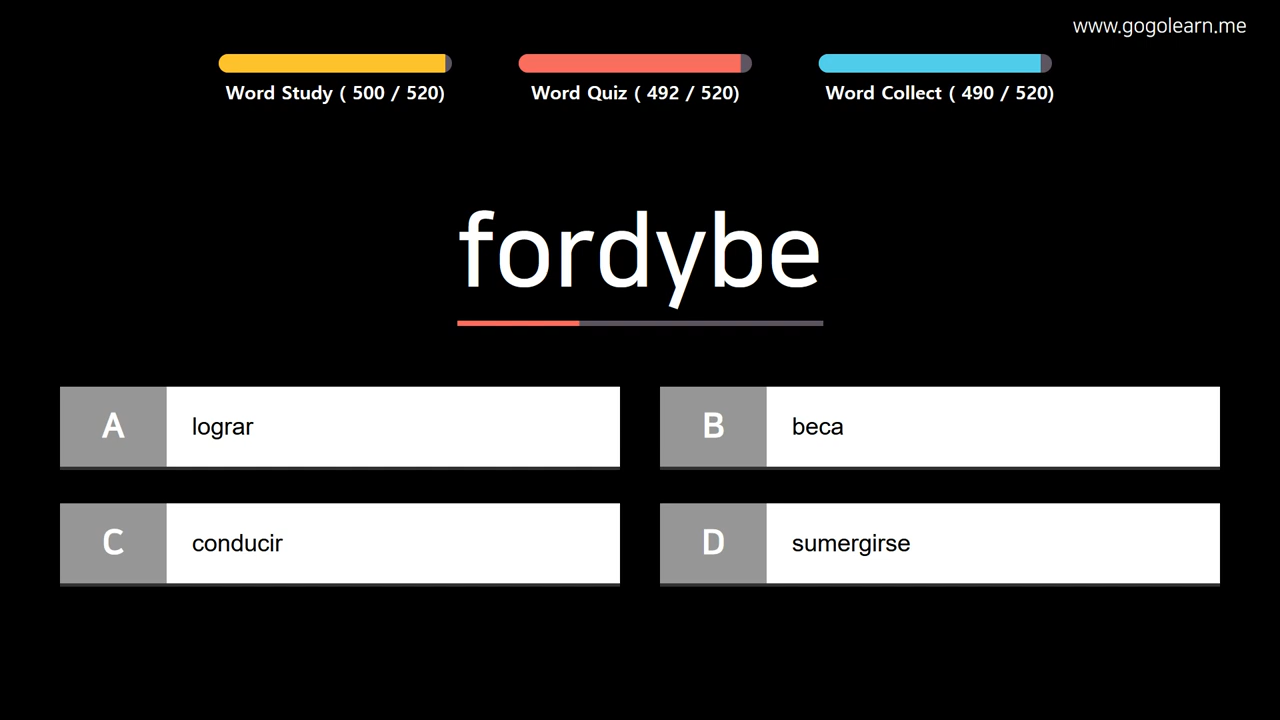 www.gogolearn.me
Word Study ( 500 / 520)
Word Quiz ( 492 / 520)
Word Collect ( 490 / 520)
fordybe
A lograr
B beca
C conducir
D sumergirse